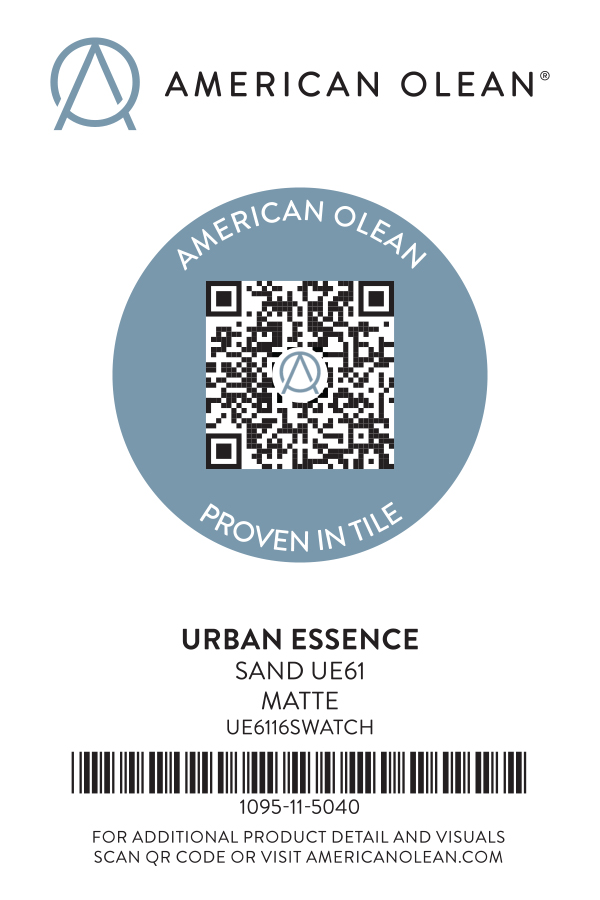 AMERICAN OLEAN®
AMERICAN OLEAN
PROVEN IN TILE
URBAN ESSENCE
SAND UE61
MATTE
UE6116SWATCH
1095-11-5040
FOR ADDITIONAL PRODUCT DETAIL AND VISUALS
SCAN QR CODE OR VISIT AMERICANOLEAN.COM